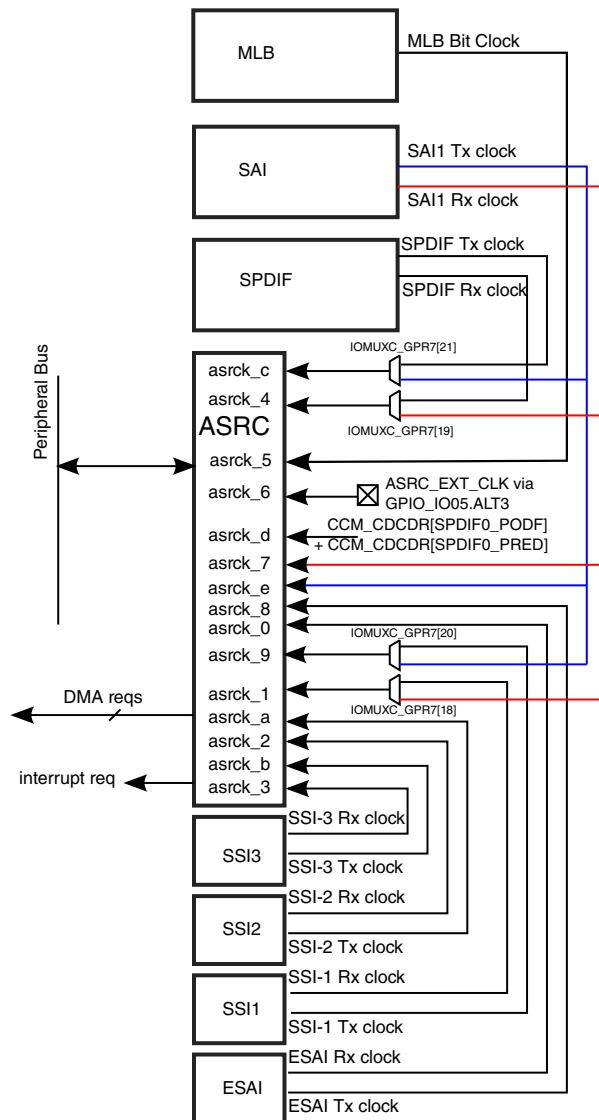 MLB
MLB Bit Clock
SAI
SAI1 Tx clock
SAI1 Rx clock
SPDIF
SPDIF Tx clock
SPDIF Rx clock
Peripheral Bus
IOMUXC_GPR7[21]
asrck_c
asrck_4
IOMUXC_GPR7[19]
ASRC
asrck_5
asrck_6
ASRC_EXT_CLK via
GPIO_IO05.ALT3
asrck_d
CCM_CDCDR[SPDIF0_PODF]
+ CCM_CDCDR[SPDIF0_PRED]
asrck_7
asrck_e
asrck_8
asrck_0
IOMUXC_GPR7[20]
asrck_9
asrck_1
IOMUXC_GPR7[18]
DMA reqs
asrck_a
asrck_2
asrck_b
interrupt req
asrck_3
SSI-3 Rx clock
SSI3
SSI-3 Tx clock
SSI-2 Rx clock
SSI2
SSI-2 Tx clock
SSI-1 Rx clock
SSI1
SSI-1 Tx clock
ESAI Rx clock
ESAI
ESAI Tx clock